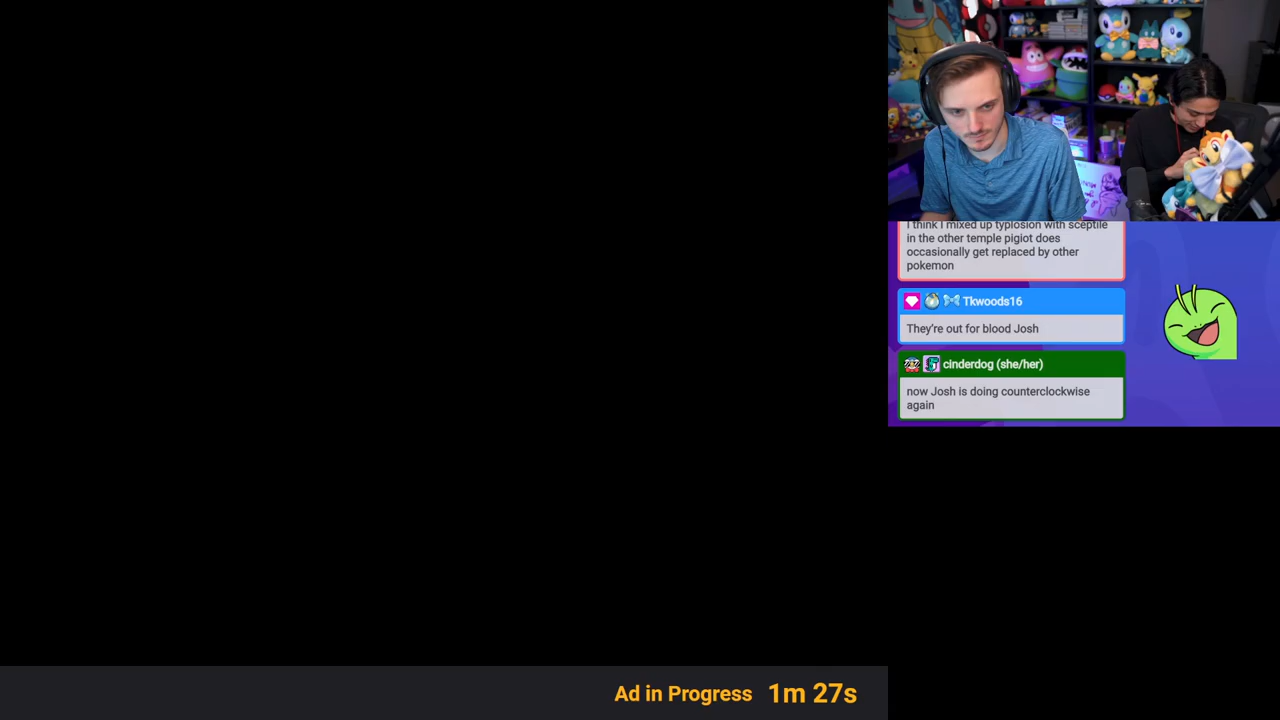 I think I mixed up typlosion with sceptile
in the other temple pigiot does
occasionally get replaced by other
pokemon
Tkwoods16
They're out for blood Josh
cinderdog (she/her)
now Josh is doing counterclockwise
again
Ad in Progress 1m 27s